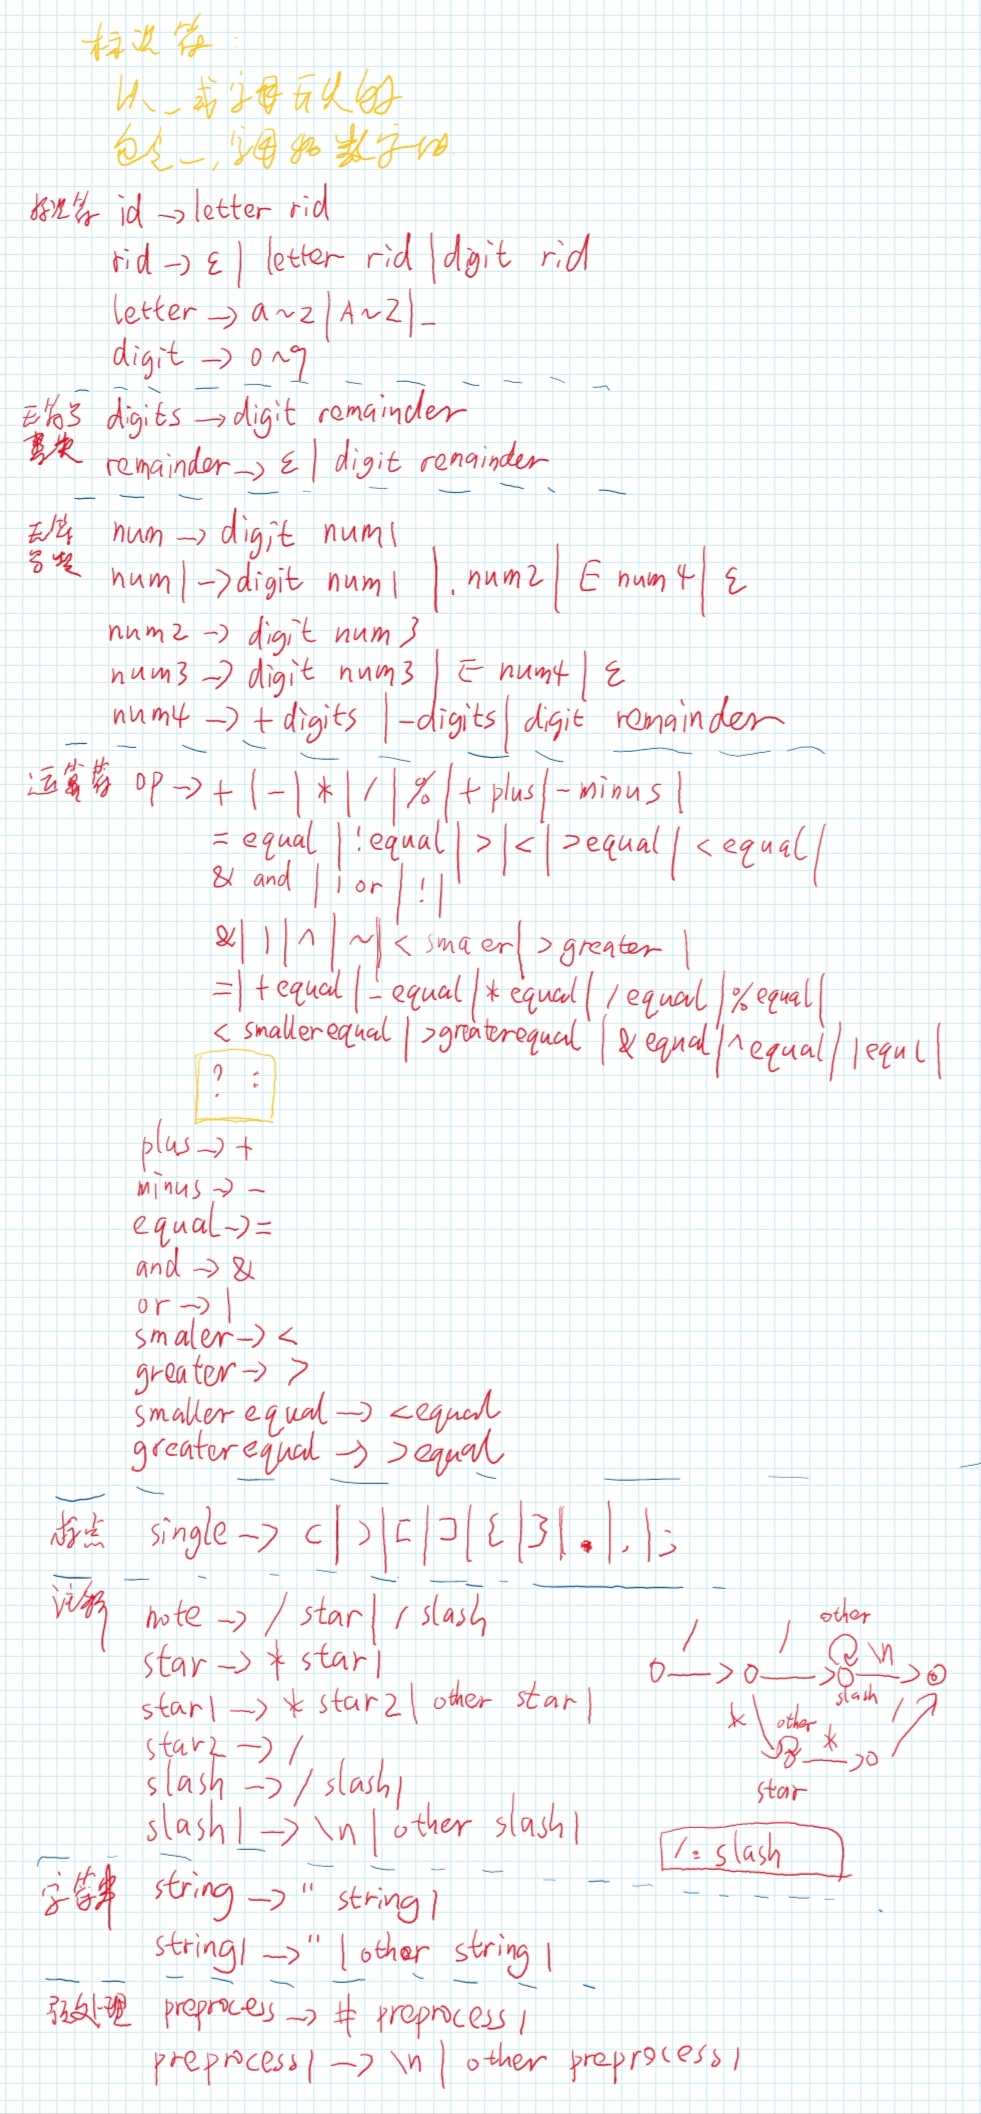 标识符:
以_或字母开头的
包含_,字母和数字的
标识符 id → letter rid
rid → ε | letter rid | digit rid
letter → a~z | A~Z | _
digit → 0~9
无符号 digits → digit remainder
整数 remainder → ε | digit remainder
无符 num → digit num1
号数 num1 → digit num1 | . num2 | E num4 | ε
num2 → digit num3
num3 → digit num3 | E num4 | ε
num4 → + digits | - digits | digit remainder
运算符 op → + | - | * | / | % | + plus | - minus |
= equal | ! equal | > | < | > equal | < equal |
& and | | or | ! |
& | | | ^ | ~ | < smaer | > greater |
= | + equal | - equal | * equal | / equal | % equal |
< smallerequal | > greaterequal | & equal | ^ equal | | equl |
? :
plus → +
minus → -
equal → =
and → &
or → |
smaler → <
greater → >
smaller equal → < equal
greater equal → > equal
标点 single → ( | ) | [ | ] | { | } | . | , | ;
注释 note → / star | / slash
star → * star1
star1 → * star2 | other star1
star2 → /
slash → / slash1
slash1 → \n | other slash1
/ / other \n
slash
* other * /
star
/: slash
字符串 string → " string1
string1 → " | other string1
预处理 preprocess → # preprocess1
preprocess1 → \n | other preprocess1